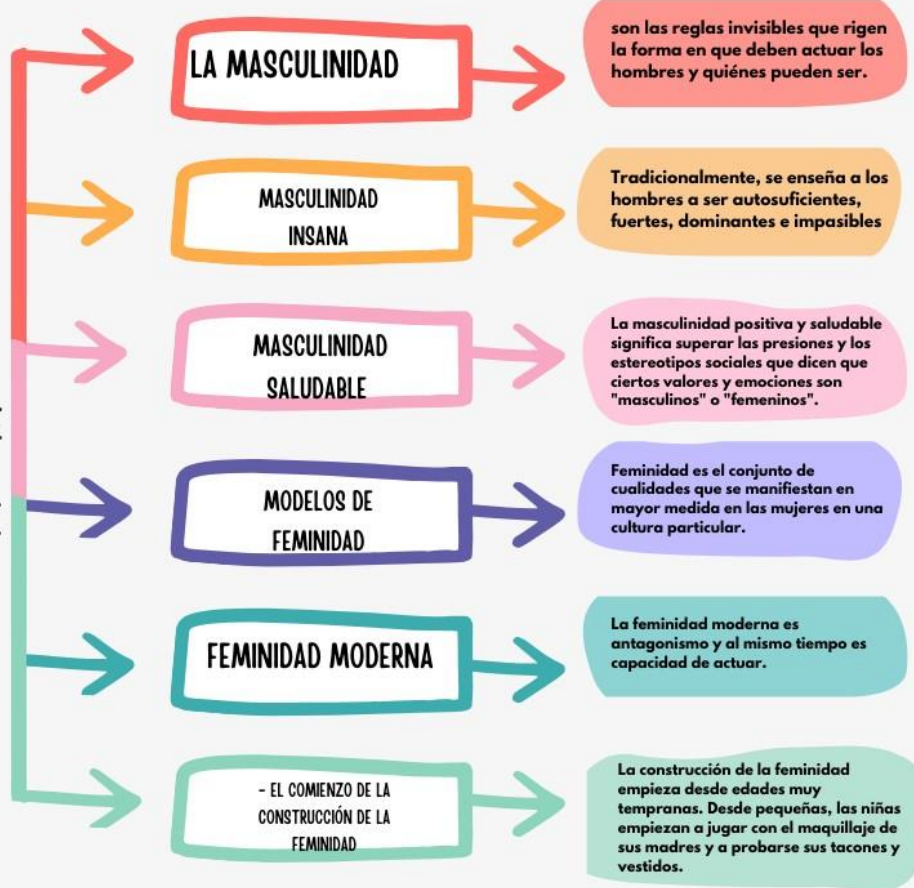 LA MASCULINIDAD
son las reglas invisibles que rigen
la forma en que deben actuar los
hombres y quiénes pueden ser.
MASCULINIDAD
INSANA
Tradicionalmente, se enseña a los
hombres a ser autosuficientes,
fuertes, dominantes e impasibles
MASCULINIDAD
SALUDABLE
La masculinidad positiva y saludable
significa superar las presiones y los
estereotipos sociales que dicen que
ciertos valores y emociones son
"masculinos" o "femeninos".
MODELOS DE
FEMINIDAD
Feminidad es el conjunto de
cualidades que se manifiestan en
mayor medida en las mujeres en una
cultura particular.
FEMINIDAD MODERNA
La feminidad moderna es
antagonismo y al mismo tiempo es
capacidad de actuar.
- EL COMIENZO DE LA
CONSTRUCCIÓN DE LA
FEMINIDAD
La construcción de la feminidad
empieza desde edades muy
tempranas. Desde pequeñas, las niñas
empiezan a jugar con el maquillaje de
sus madres y a probarse sus tacones y
vestidos.